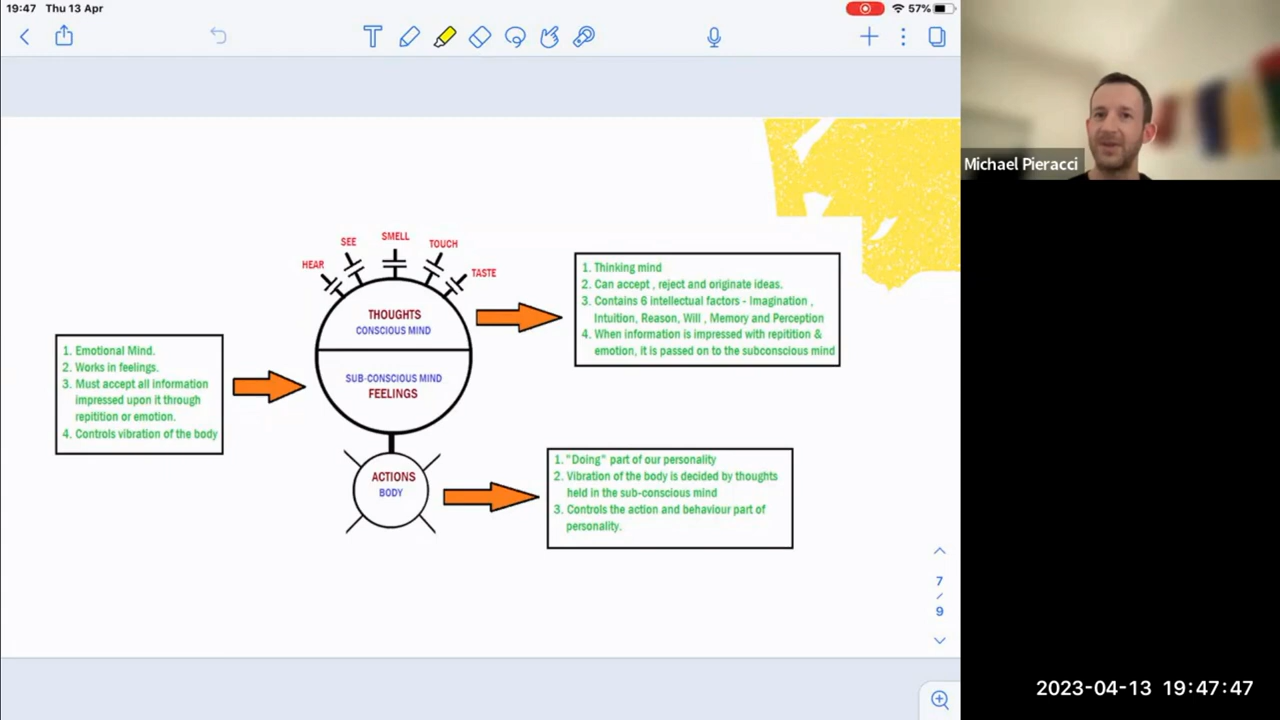 19:47 Thu 13 Apr
57%
Michael Pieracci
SMELL
SEE
TOUCH
HEAR
TASTE
THOUGHTS
CONSCIOUS MIND
SUB-CONSCIOUS MIND
FEELINGS
ACTIONS
BODY
1. Thinking mind
2. Can accept , reject and originate ideas.
3. Contains 6 intellectual factors - Imagination ,
Intuition, Reason, Will , Memory and Perception
4. When information is impressed with repitition &
emotion, it is passed on to the subconscious mind
1. Emotional Mind.
2. Works in feelings.
3. Must accept all information
impressed upon it through
repitition or emotion.
4. Controls vibration of the body
1. "Doing" part of our personality
2. Vibration of the body is decided by thoughts
held in the sub-conscious mind
3. Controls the action and behaviour part of
personality.
7
/
9
2023-04-13 19:47:47